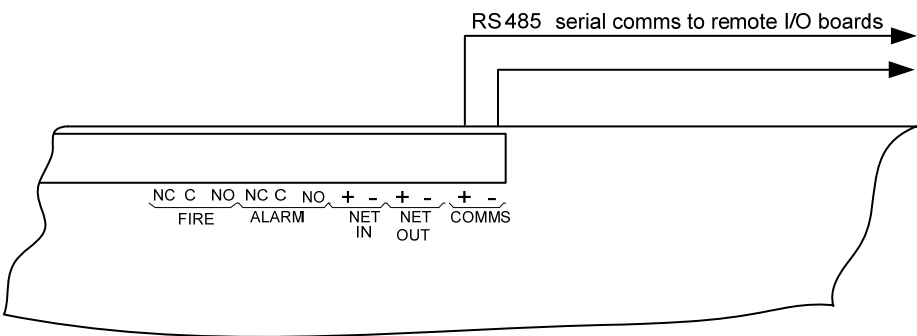 RS485 serial comms to remote I/O boards
NC C NO NC C NO + - + - + -
FIRE ALARM NET IN NET OUT COMMS